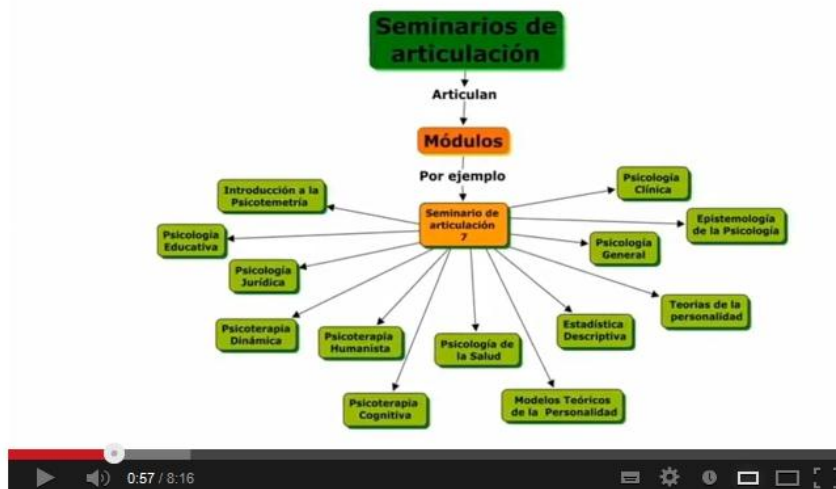 Seminarios de
articulación
Articulan
Módulos
Por ejemplo
Seminario de
articulación
7
Introducción a la
Psicotemetría
Psicología
Educativa
Psicología
Jurídica
Psicoterapia
Dinámica
Psicoterapia
Humanista
Psicoterapia
Cognitiva
Psicología de
la Salud
Modelos Teóricos
de la Personalidad
Estadística
Descriptiva
Teorías de la
personalidad
Psicología
General
Epistemología
de la Psicología
Psicología
Clínica
0:57 / 8:16